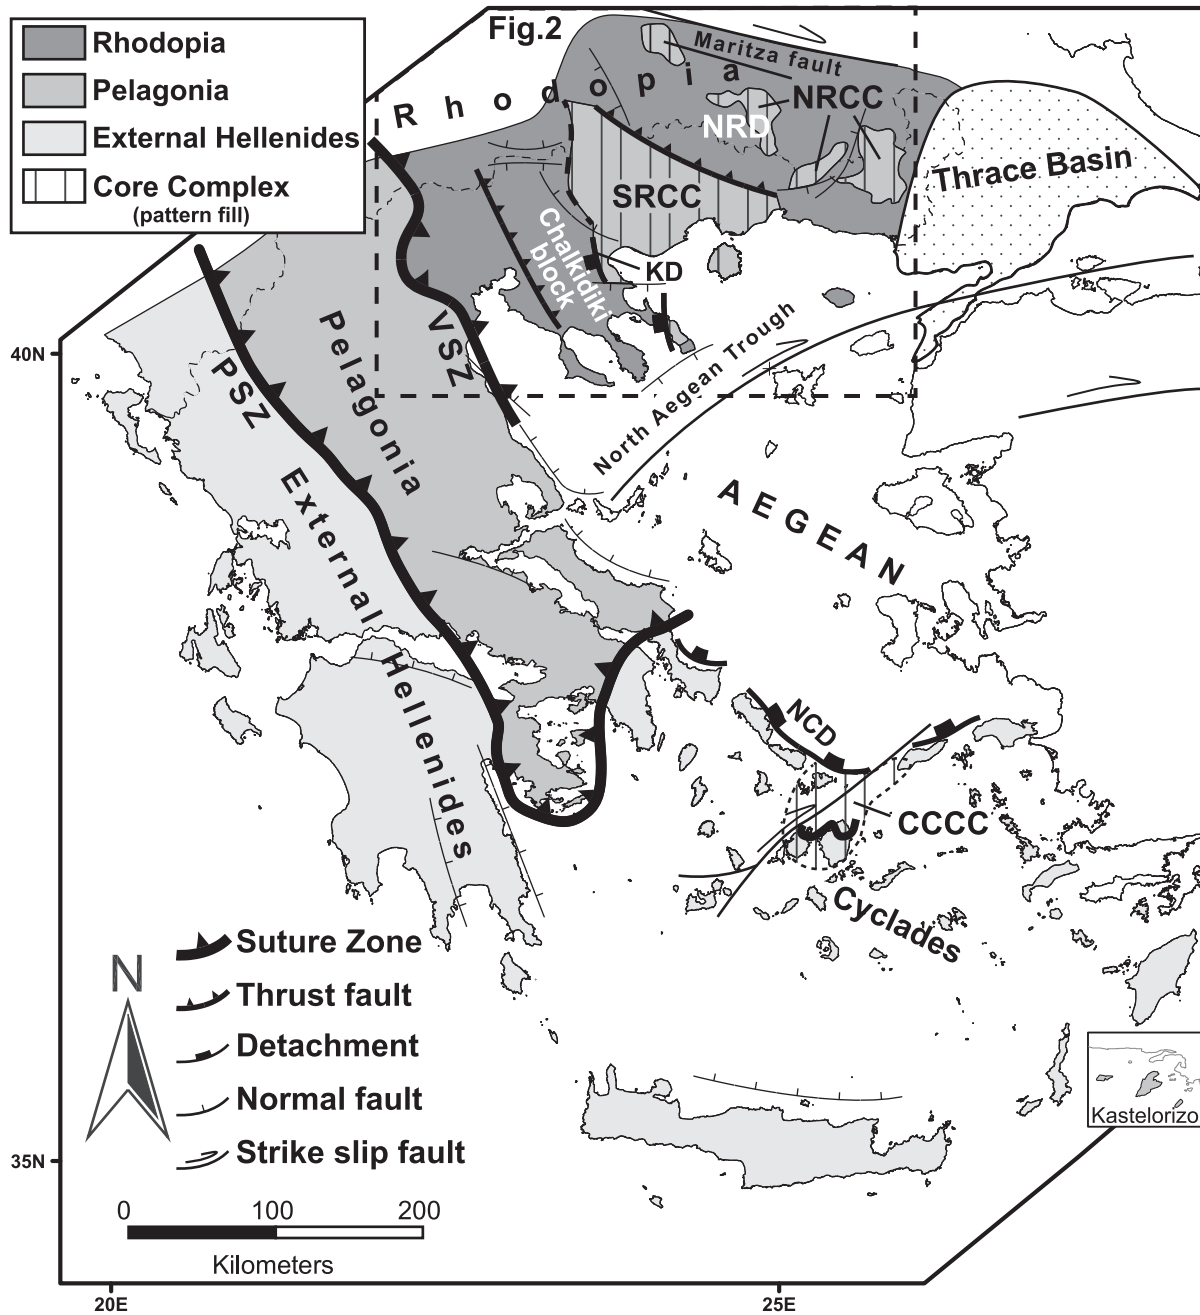 Rhodopia
Pelagonia
External Hellenides
Core Complex
(pattern fill)
Fig.2
Maritza fault
Rhodopia
NRCC
NRD
Thrace Basin
SRCC
Chalkidiki
block
KD
VSZ
Pelagonia
PSZ
North Aegean Trough
40N
External Hellenides
AEGEAN
NCD
CCCC
Cyclades
Suture Zone
N
Thrust fault
Detachment
Normal fault
Strike slip fault
Kastelorizo
35N
0 100 200
Kilometers
20E
25E